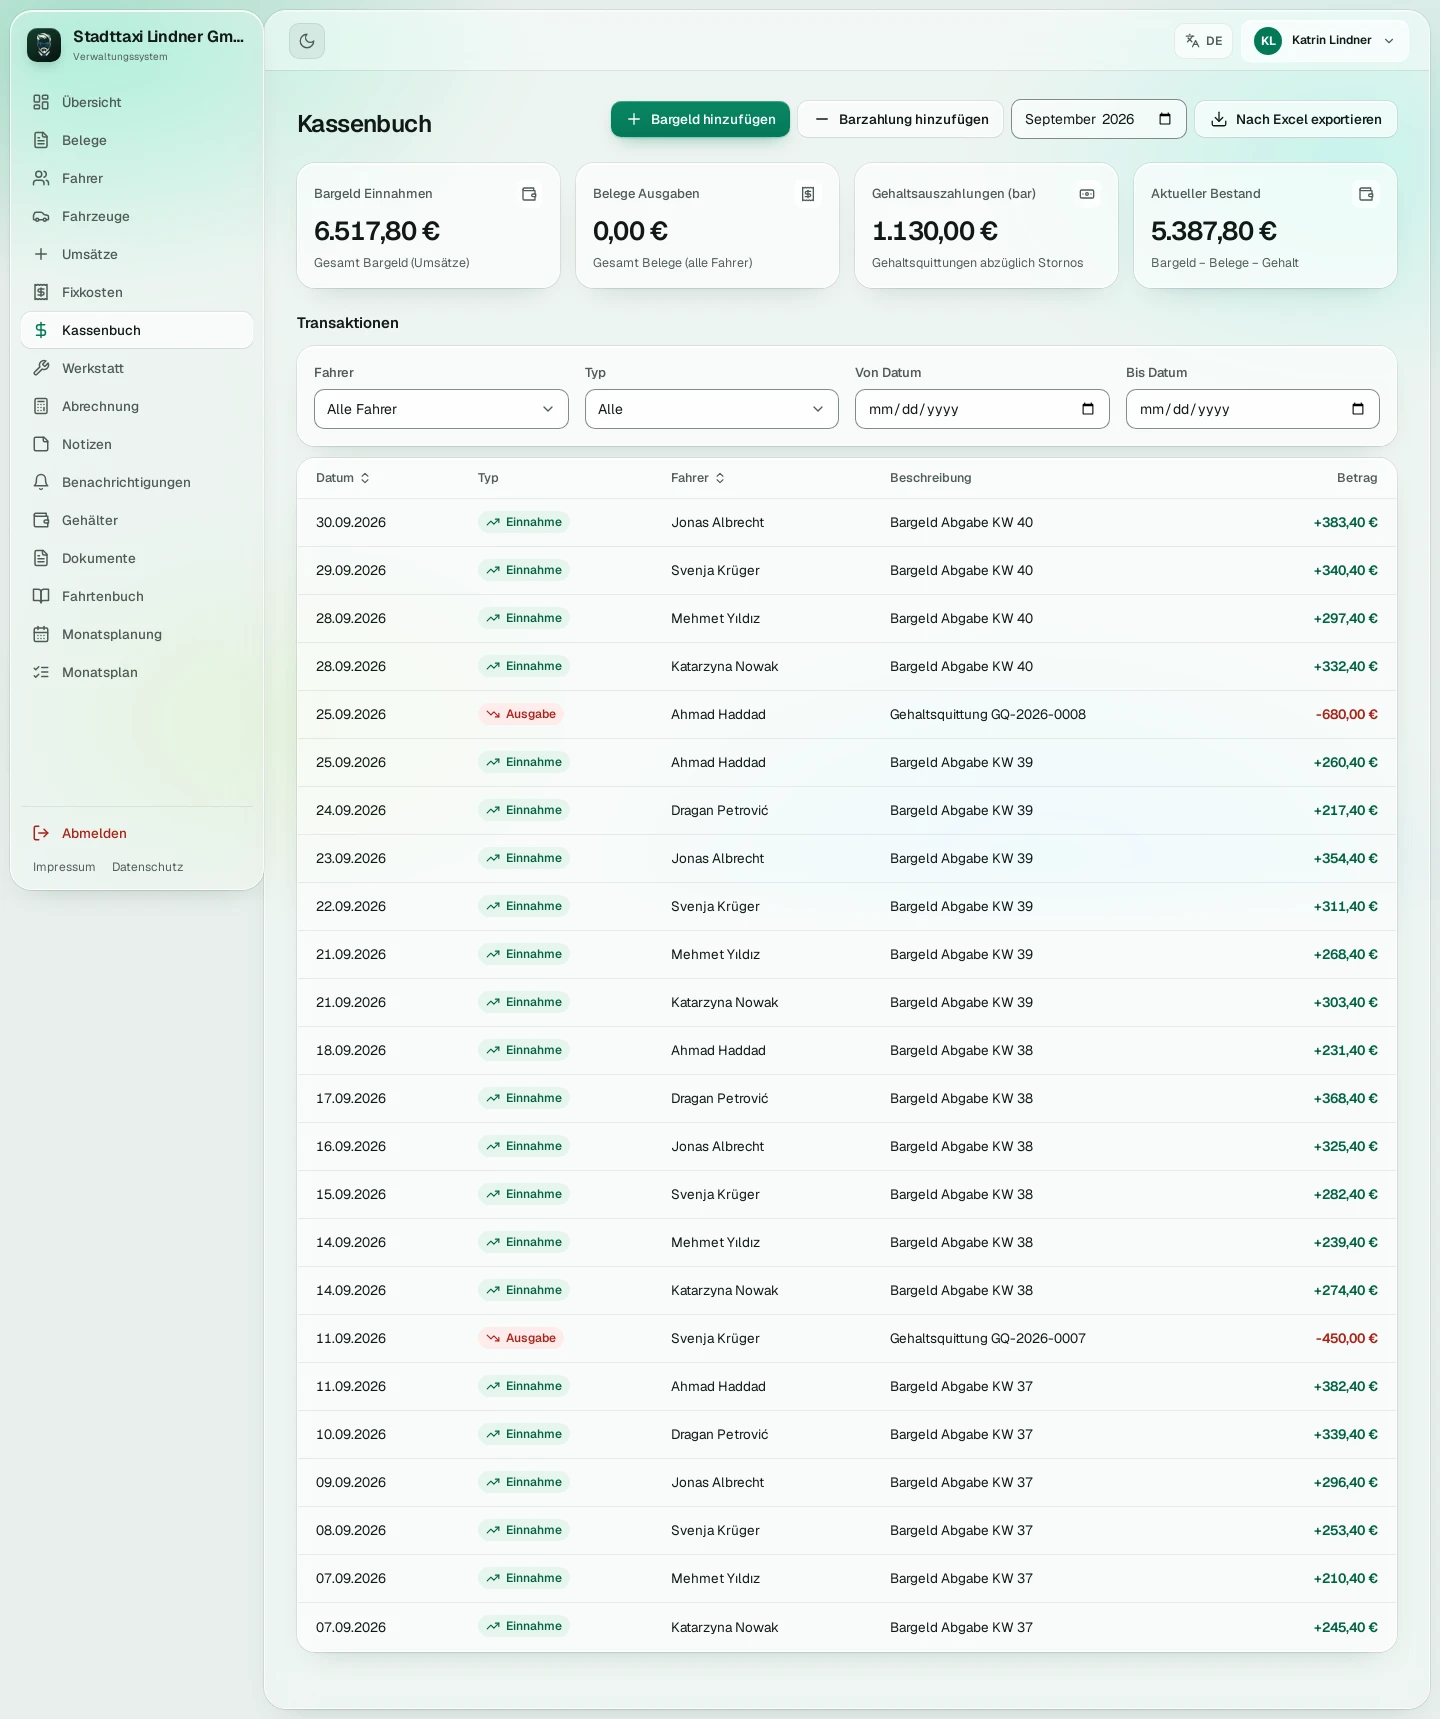 Stadttaxi Lindner Gm...
Verwaltungssystem
Übersicht
Belege
Fahrer
Fahrzeuge
Umsätze
Fixkosten
Kassenbuch
Werkstatt
Abrechnung
Notizen
Benachrichtigungen
Gehälter
Dokumente
Fahrtenbuch
Monatsplanung
Monatsplan
Abmelden
Impressum Datenschutz
DE KL Katrin Lindner
Kassenbuch
Bargeld hinzufügen Barzahlung hinzufügen September 2026 Nach Excel exportieren
Bargeld Einnahmen
6.517,80 €
Gesamt Bargeld (Umsätze)
Belege Ausgaben
0,00 €
Gesamt Belege (alle Fahrer)
Gehaltsauszahlungen (bar)
1.130,00 €
Gehaltsquittungen abzüglich Stornos
Aktueller Bestand
5.387,80 €
Bargeld – Belege – Gehalt
Transaktionen
Fahrer Typ Von Datum Bis Datum
Alle Fahrer Alle mm/dd/yyyy mm/dd/yyyy
Datum Typ Fahrer Beschreibung Betrag
30.09.2026 Einnahme Jonas Albrecht Bargeld Abgabe KW 40 +383,40 €
29.09.2026 Einnahme Svenja Krüger Bargeld Abgabe KW 40 +340,40 €
28.09.2026 Einnahme Mehmet Yıldız Bargeld Abgabe KW 40 +297,40 €
28.09.2026 Einnahme Katarzyna Nowak Bargeld Abgabe KW 40 +332,40 €
25.09.2026 Ausgabe Ahmad Haddad Gehaltsquittung GQ-2026-0008 -680,00 €
25.09.2026 Einnahme Ahmad Haddad Bargeld Abgabe KW 39 +260,40 €
24.09.2026 Einnahme Dragan Petrović Bargeld Abgabe KW 39 +217,40 €
23.09.2026 Einnahme Jonas Albrecht Bargeld Abgabe KW 39 +354,40 €
22.09.2026 Einnahme Svenja Krüger Bargeld Abgabe KW 39 +311,40 €
21.09.2026 Einnahme Mehmet Yıldız Bargeld Abgabe KW 39 +268,40 €
21.09.2026 Einnahme Katarzyna Nowak Bargeld Abgabe KW 39 +303,40 €
18.09.2026 Einnahme Ahmad Haddad Bargeld Abgabe KW 38 +231,40 €
17.09.2026 Einnahme Dragan Petrović Bargeld Abgabe KW 38 +368,40 €
16.09.2026 Einnahme Jonas Albrecht Bargeld Abgabe KW 38 +325,40 €
15.09.2026 Einnahme Svenja Krüger Bargeld Abgabe KW 38 +282,40 €
14.09.2026 Einnahme Mehmet Yıldız Bargeld Abgabe KW 38 +239,40 €
14.09.2026 Einnahme Katarzyna Nowak Bargeld Abgabe KW 38 +274,40 €
11.09.2026 Ausgabe Svenja Krüger Gehaltsquittung GQ-2026-0007 -450,00 €
11.09.2026 Einnahme Ahmad Haddad Bargeld Abgabe KW 37 +382,40 €
10.09.2026 Einnahme Dragan Petrović Bargeld Abgabe KW 37 +339,40 €
09.09.2026 Einnahme Jonas Albrecht Bargeld Abgabe KW 37 +296,40 €
08.09.2026 Einnahme Svenja Krüger Bargeld Abgabe KW 37 +253,40 €
07.09.2026 Einnahme Mehmet Yıldız Bargeld Abgabe KW 37 +210,40 €
07.09.2026 Einnahme Katarzyna Nowak Bargeld Abgabe KW 37 +245,40 €